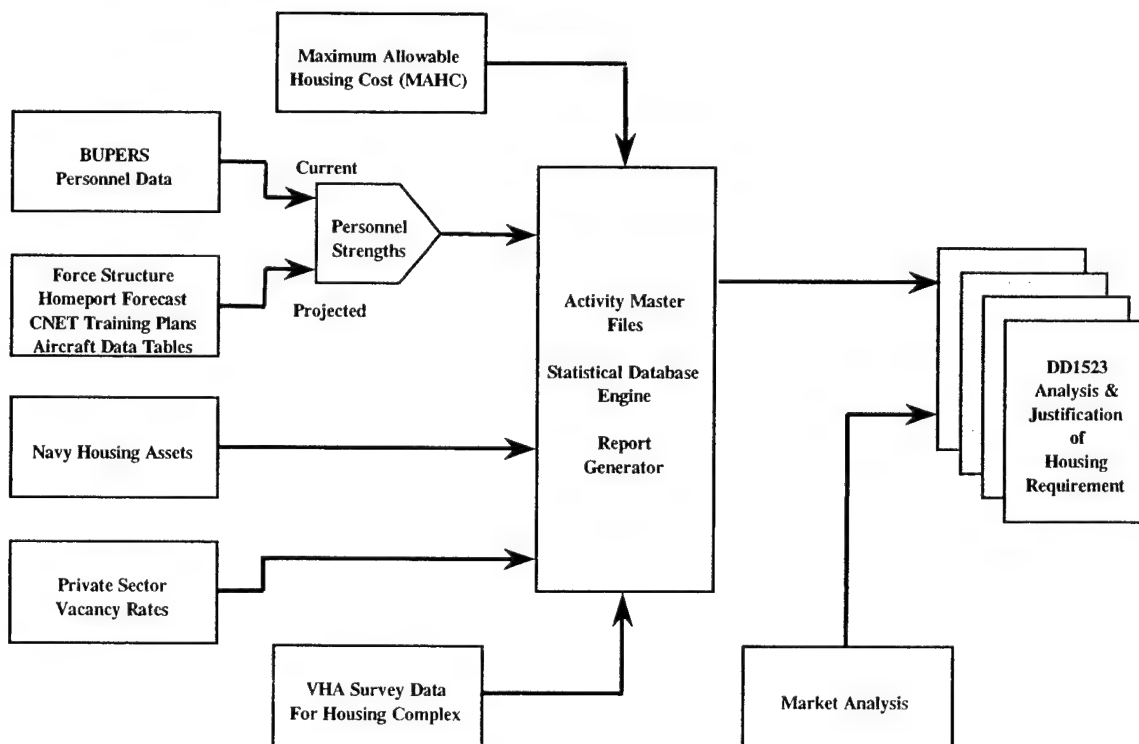 Maximum Allowable
Housing Cost (MAHC)
BUPERS
Personnel Data
Current
Personnel
Strengths
Force Structure
Homeport Forecast
CNET Training Plans
Aircraft Data Tables
Projected
Activity Master
Files
Statistical Database
Engine
Report
Generator
DD1523
Analysis &
Justification
of
Housing
Requirement
Navy Housing Assets
Private Sector
Vacancy Rates
VHA Survey Data
For Housing Complex
Market Analysis